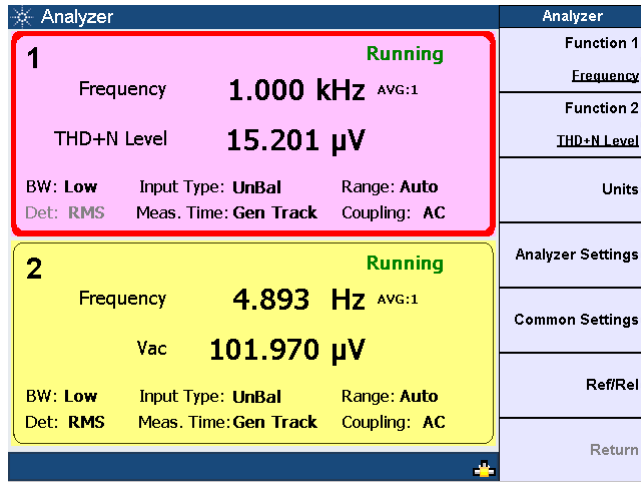 Analyzer
1
Running
Frequency 1.000 kHz AVG:1
THD+N Level 15.201 µV
BW: Low Input Type: UnBal Range: Auto
Det: RMS Meas. Time: Gen Track Coupling: AC
2
Running
Frequency 4.893 Hz AVG:1
Vac 101.970 µV
BW: Low Input Type: UnBal Range: Auto
Det: RMS Meas. Time: Gen Track Coupling: AC
Analyzer
Function 1
Frequency
Function 2
THD+N Level
Units
Analyzer Settings
Common Settings
Ref/Rel
Return